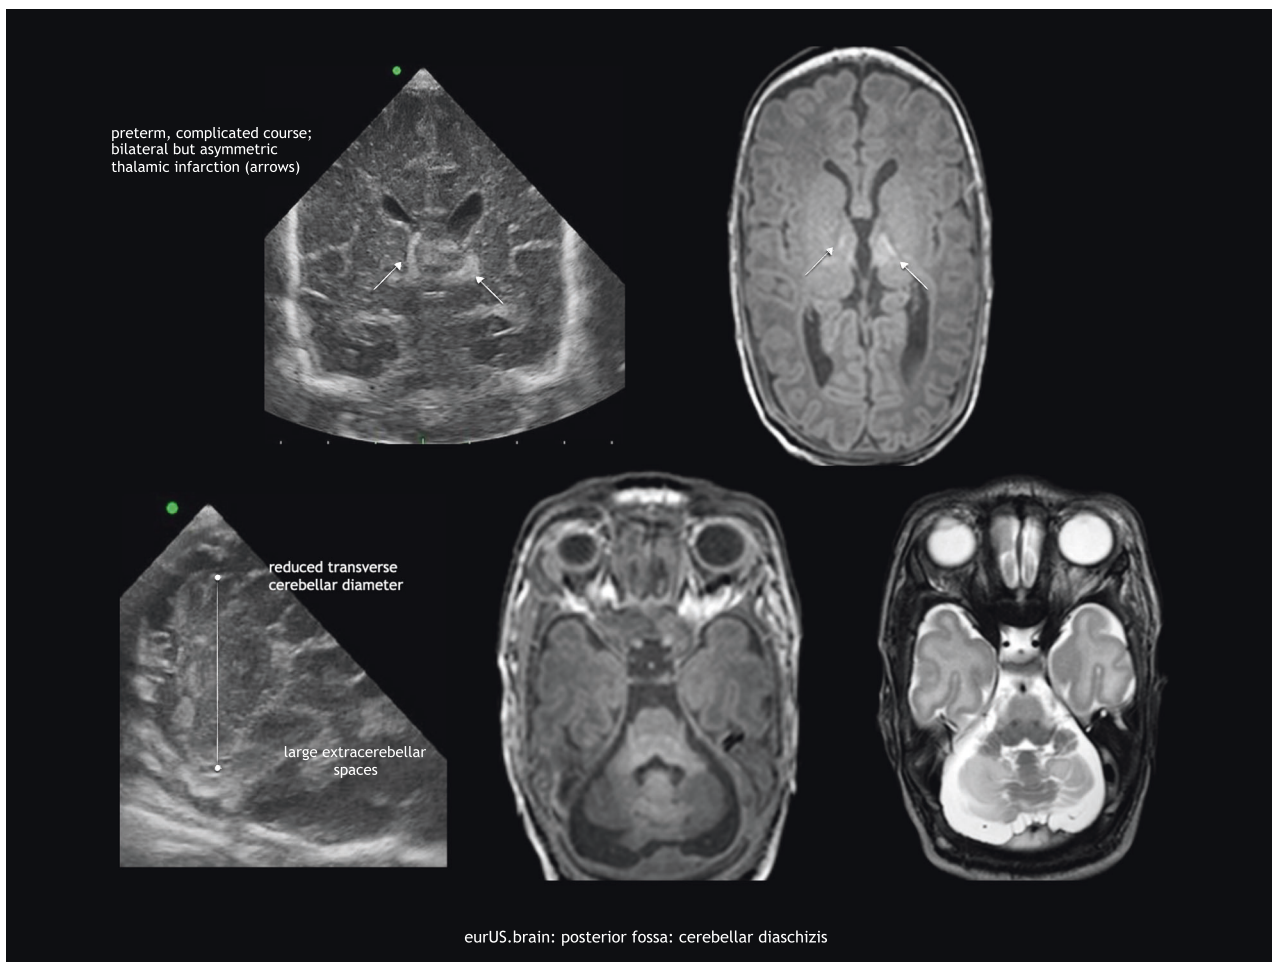 preterm, complicated course;
bilateral but asymmetric
thalamic infarction (arrows)
reduced transverse
cerebellar diameter
large extracerebellar
spaces
eurUS.brain: posterior fossa: cerebellar diaschizis